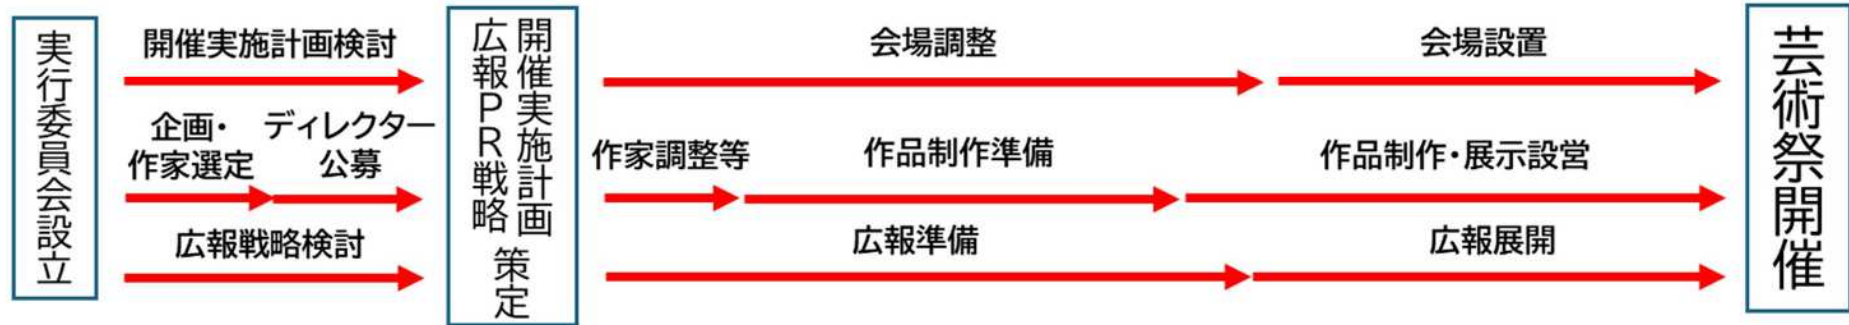 実行委員会設立
開催実施計画検討
企画・
作家選定
ディレクター
公募
広報戦略検討
開催実施計画
広報PR戦略
策定
会場調整
会場設置
作家調整等
作品制作準備
作品制作・展示設営
広報準備
広報展開
芸術祭開催